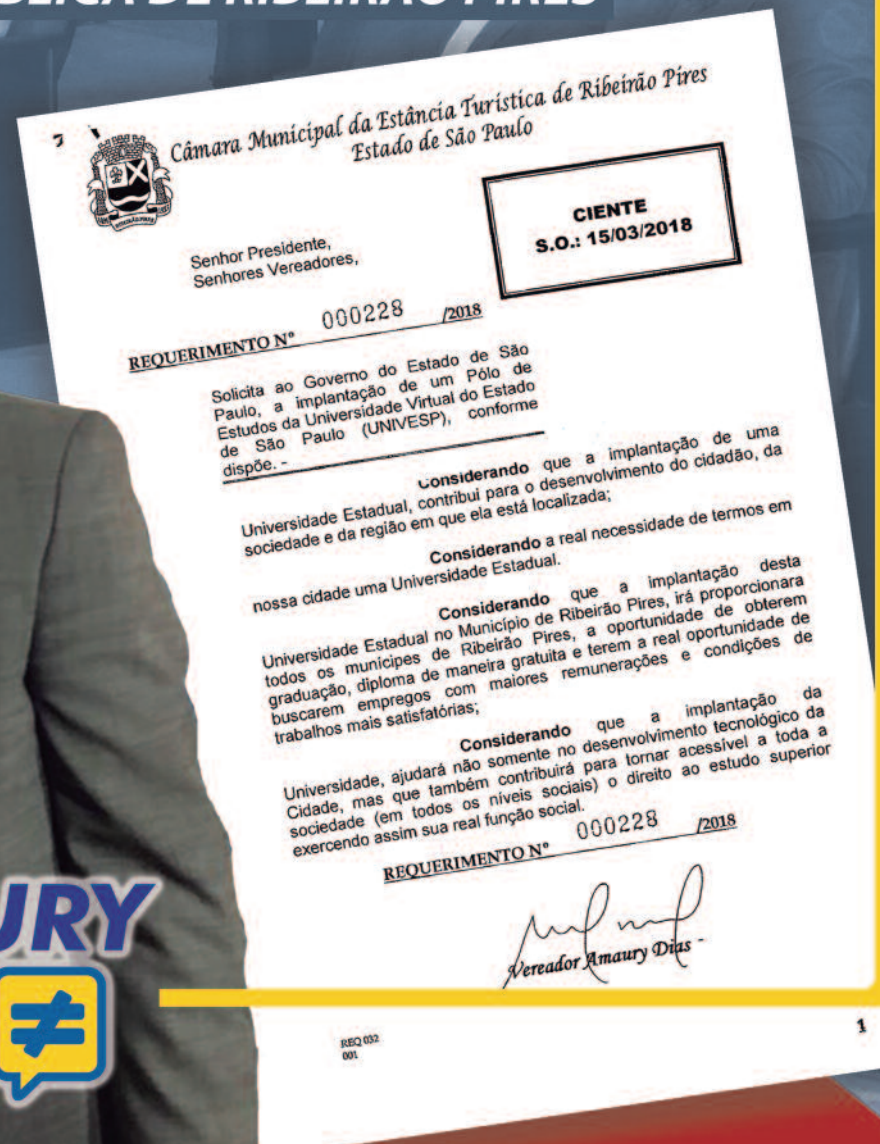 DE RIBEIRÃO PIRES
Câmara Municipal da Estância Turística de Ribeirão Pires
Estado de São Paulo
CIENTE
S.O.: 15/03/2018
Senhor Presidente,
Senhores Vereadores,
REQUERIMENTO Nº 000228 /2018
Solicita ao Governo do Estado de São
Paulo, a implantação de um Pólo de
Estudos da Universidade Virtual do Estado
de São Paulo (UNIVESP), conforme
dispõe. -
Considerando que a implantação de uma
Universidade Estadual, contribui para o desenvolvimento do cidadão, da
sociedade e da região em que ela está localizada;
Considerando a real necessidade de termos em
nossa cidade uma Universidade Estadual.
Considerando que a implantação desta
Universidade Estadual no Município de Ribeirão Pires, irá proporcionara
todos os munícipes de Ribeirão Pires, a oportunidade de obterem
graduação, diploma de maneira gratuita e terem a real oportunidade de
buscarem empregos com maiores remunerações e condições de
trabalhos mais satisfatórias;
Considerando que a implantação da
Universidade, ajudará não somente no desenvolvimento tecnológico da
Cidade, mas que também contribuirá para tornar acessível a toda a
sociedade (em todos os níveis sociais) o direito ao estudo superior
exercendo assim sua real função social.
REQUERIMENTO Nº 000228 /2018
Vereador Amaury Dias -
URY
REQ 032
001
1